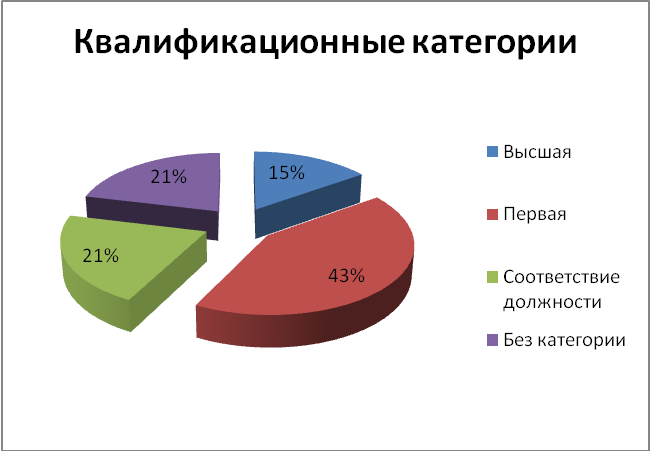 Квалификационные категории
15%
43%
21%
21%
Высшая
Первая
Соответствие
должности
Без категории